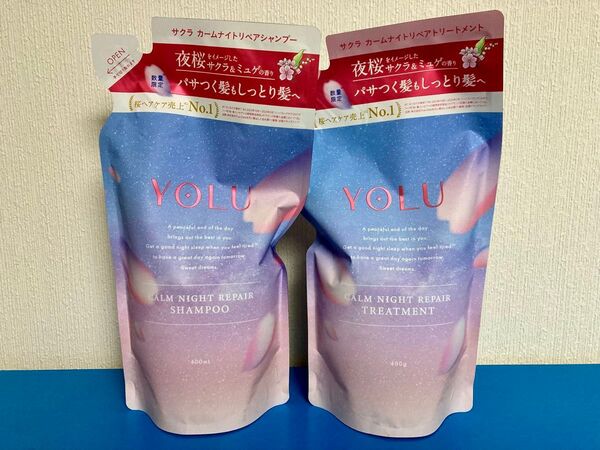 サクラ カームナイトリペアシャンプー
OPEN
夜桜をイメージした
サクラ&ミュゲの香り
数量
限定
パサつく髪もしっとり髪へ
桜ヘアケア売上No.1
YOLU
A peaceful end of the day
brings out the best in you.
Get a good night sleep when you feel tired
to have a great day again tomorrow.
Sweet dreams.
CALM NIGHT REPAIR
SHAMPOO
400ml
サクラ カームナイトリペアトリートメント
夜桜をイメージした
サクラ&ミュゲの香り
数量
限定
パサつく髪もしっとり髪へ
桜ヘアケア売上No.1
YOLU
A peaceful end of the day
brings out the best in you.
Get a good night sleep when you feel tired
to have a great day again tomorrow.
Sweet dreams.
CALM NIGHT REPAIR
TREATMENT
400g